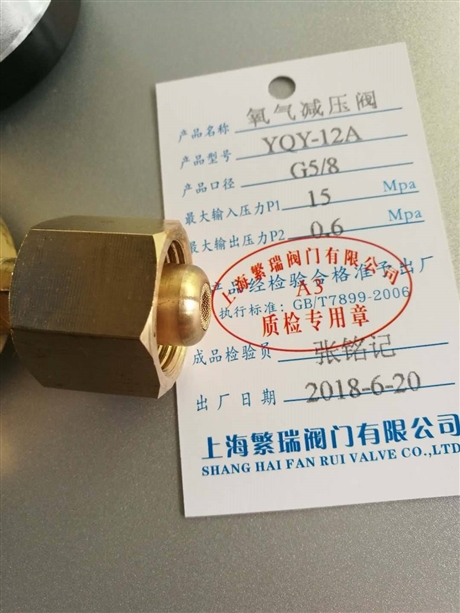 产品名称 氧气减压阀
产品型号 YQY-12A
产品口径 G5/8
最大输入压力P1 15 Mpa
最大输出压力P2 0.6 Mpa
上海繁瑞阀门有限公司
A3
产品经检验合格准予出厂
执行标准: GB/T7899-2006
质检专用章
成品检验员 张铭记
出厂日期 2018-6-20
上海繁瑞阀门有限公司
SHANG HAI FAN RUI VALVE CO.,LTD